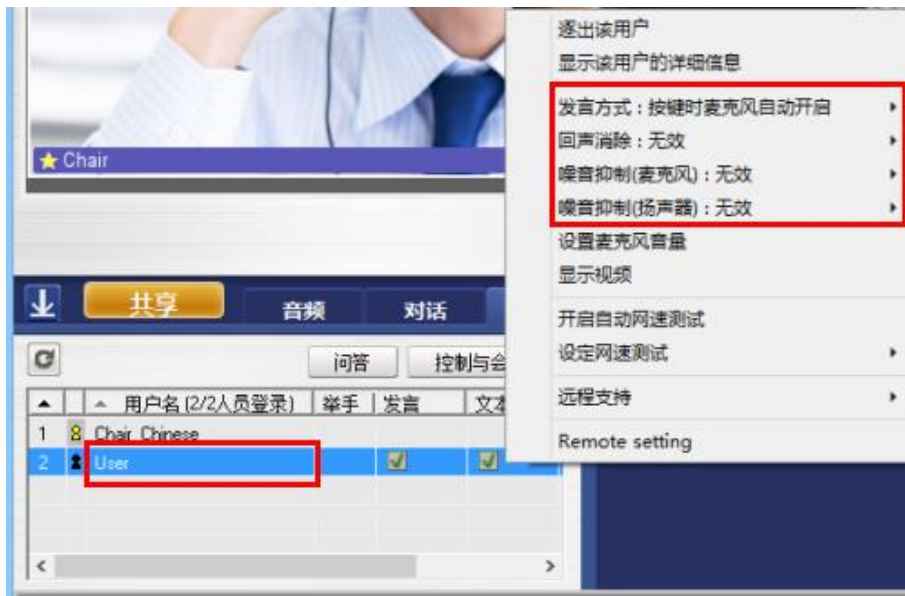 逐出该用户
显示该用户的详细信息
发言方式：按键时麦克风自动开启
回声消除：无效
噪音抑制(麦克风)：无效
噪音抑制(扬声器)：无效
设置麦克风音量
显示视频
开启自动网速测试
设定网速测试
远程支持
Remote setting
Chair
共享 音频 对话
问答 控制与会
用户名 (2/2人员登录) 举手 发言 文本
1 Chair_Chinese
2 User